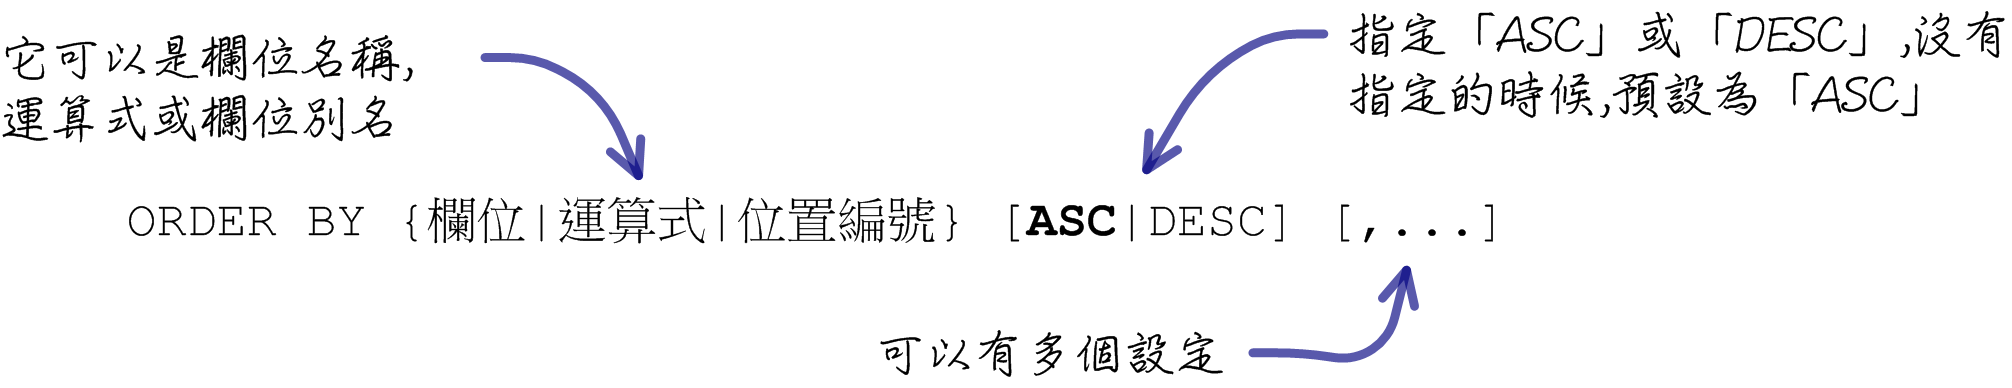 它可以是欄位名稱,
運算式或欄位別名
指定「ASC」或「DESC」,沒有
指定的時候,預設為「ASC」
ORDER BY {欄位|運算式|位置編號} [ASC|DESC] [,...]
可以有多個設定